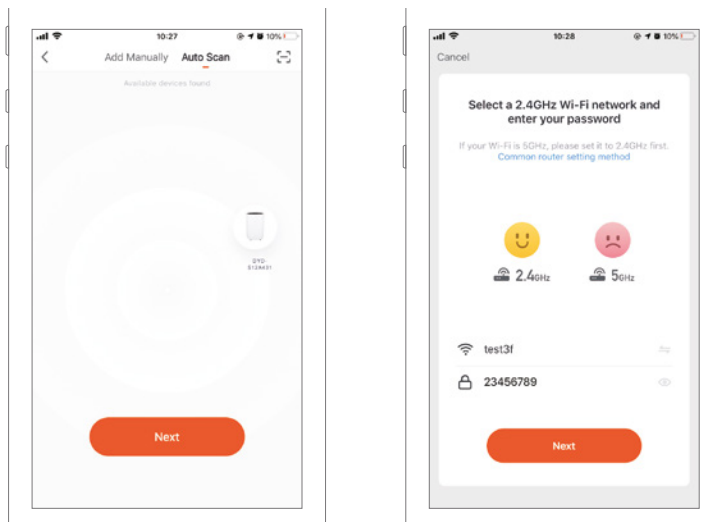 10:27
10%
Add Manually Auto Scan
Available devices found
Next
10:28
10%
Cancel
Select a 2.4GHz Wi-Fi network and
enter your password
If your Wi-Fi is 5GHz, please set it to 2.4GHz first.
Common router setting method
2.4GHz 5GHz
test3f
23456789
Next